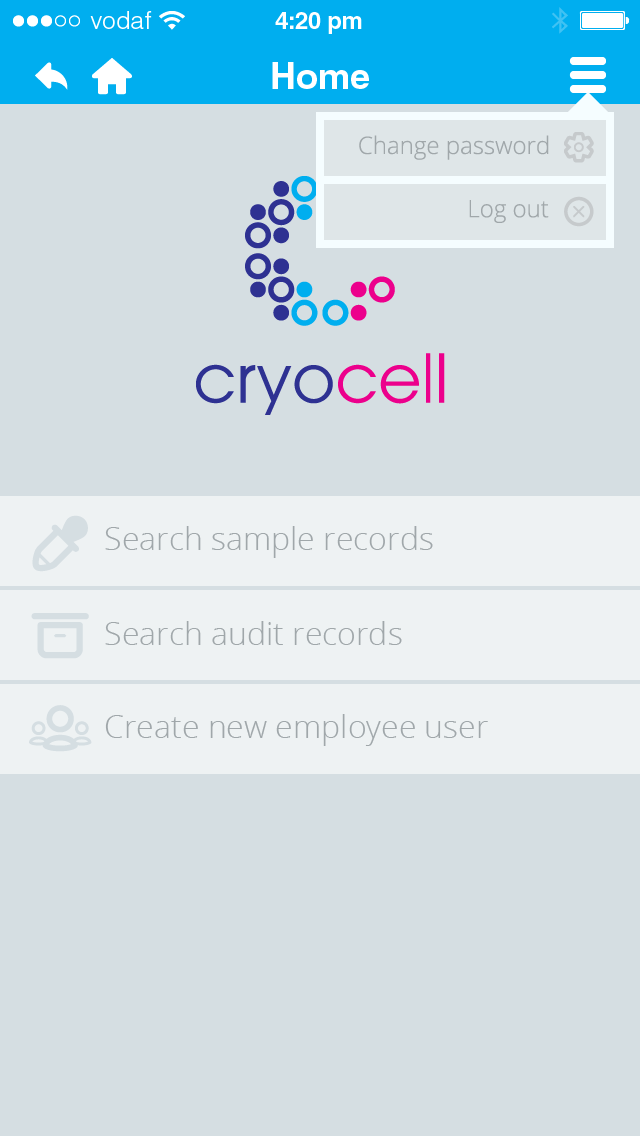 vodaf 4:20 pm
Home
Change password
Log out
cryocell
Search sample records
Search audit records
Create new employee user